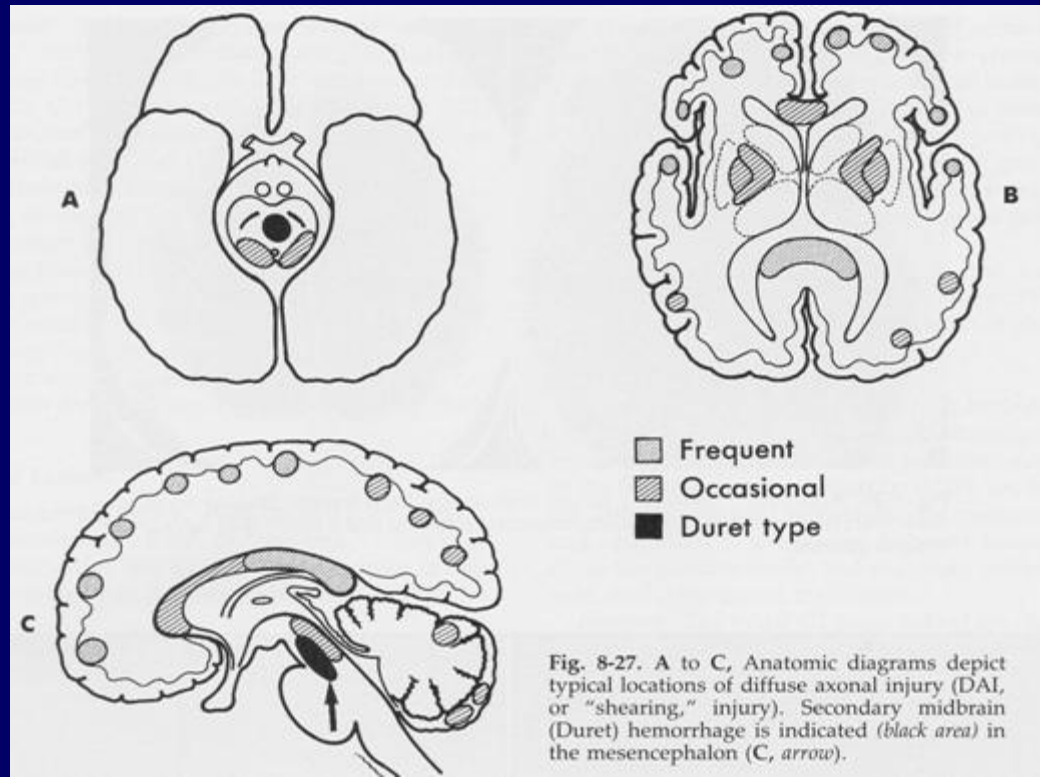 A
B
Frequent
Occasional
Duret type
C
Fig. 8-27. A to C, Anatomic diagrams depict
typical locations of diffuse axonal injury (DAI,
or "shearing," injury). Secondary midbrain
(Duret) hemorrhage is indicated (black area) in
the mesencephalon (C, arrow).